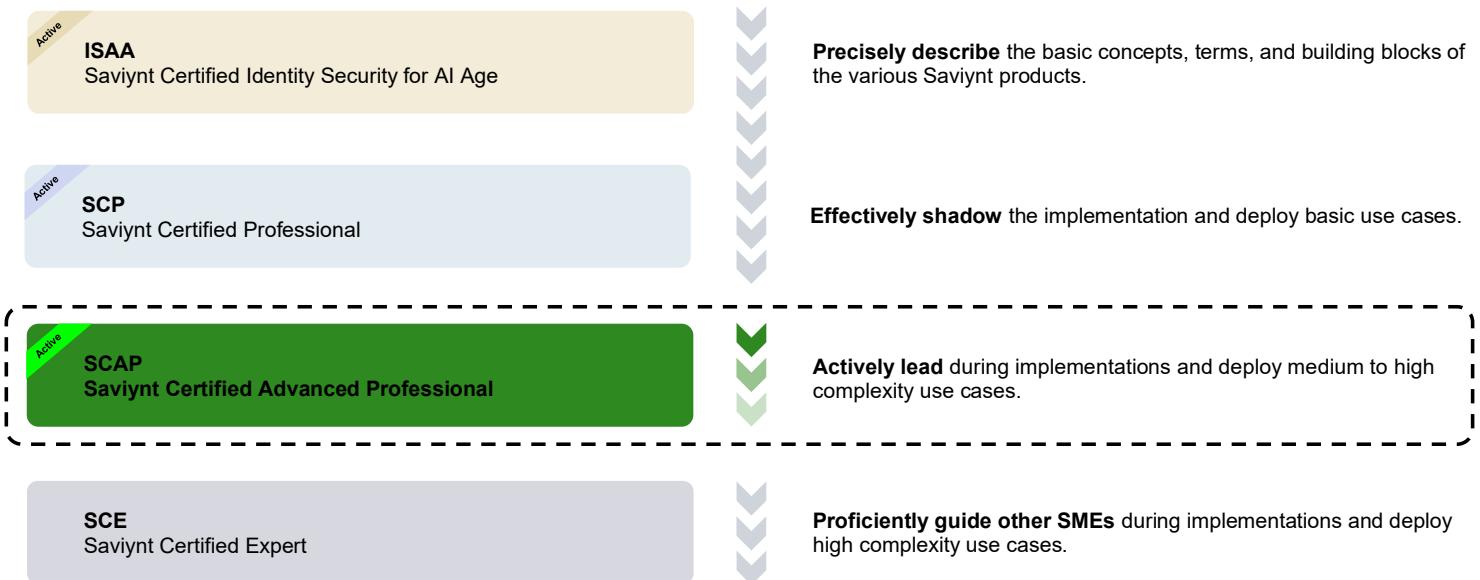 Active
ISAA
Saviynt Certified Identity Security for AI Age
Precisely describe the basic concepts, terms, and building blocks of
the various Saviynt products.
Active
SCP
Saviynt Certified Professional
Effectively shadow the implementation and deploy basic use cases.
Active
SCAP
Saviynt Certified Advanced Professional
Actively lead during implementations and deploy medium to high
complexity use cases.
SCE
Saviynt Certified Expert
Proficiently guide other SMEs during implementations and deploy
high complexity use cases.